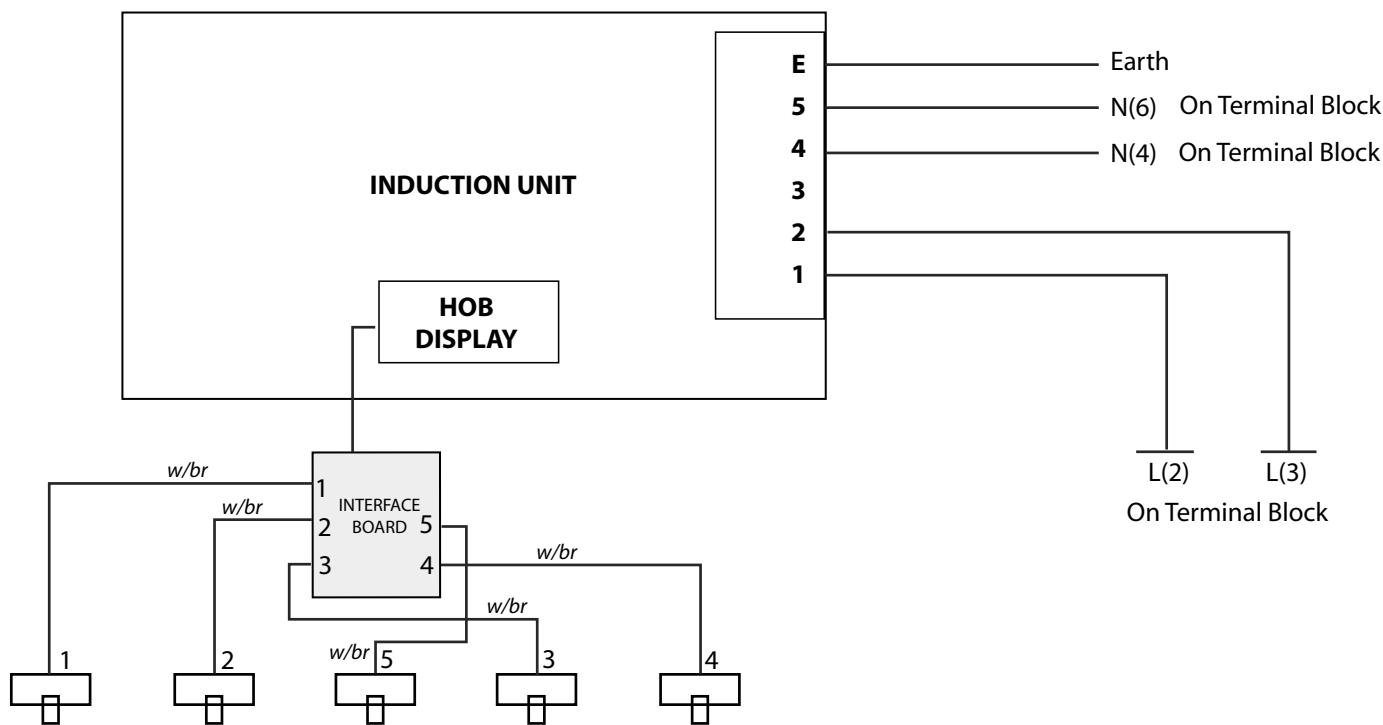 E
Earth
5
N(6) On Terminal Block
4
N(4) On Terminal Block
INDUCTION UNIT
3
2
1
HOB
DISPLAY
L(2)
L(3)
On Terminal Block
w/br
1
w/br
INTERFACE
2
BOARD
5
w/br
3
4
w/br
w/br
1
2
5
3
4